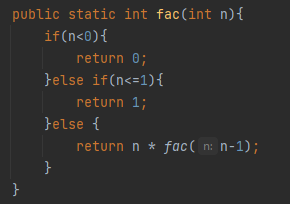 public static int fac(int n){
    if(n<0){
        return 0;
    }else if(n<=1){
        return 1;
    }else {
        return n * fac( n: n-1);
    }
}